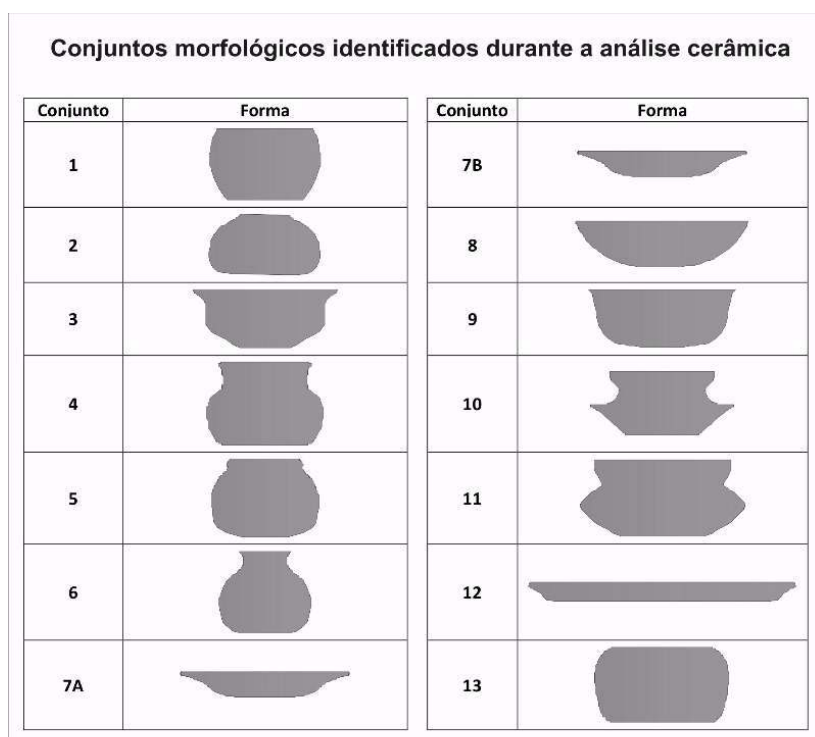 Conjuntos morfológicos identificados durante a análise cerâmica
Conjunto Forma
1
2
3
4
5
6
7A
Conjunto Forma
7B
8
9
10
11
12
13